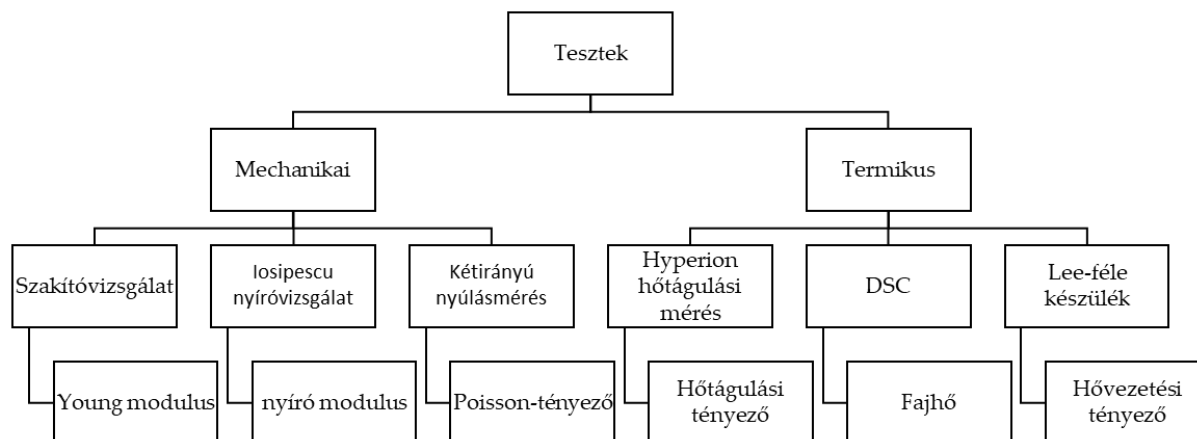 Tesztek
Mechanikai
Termikus
Szakítóvizsgálat
Iosipescu
nyíróvizsgálat
Kétirányú
nyúlásmérés
Hyperion
hőtágulási
mérés
DSC
Lee-féle
készülék
Young modulus
nyíró modulus
Poisson-tényező
Hőtágulási
tényező
Fajhő
Hővezetési
tényező